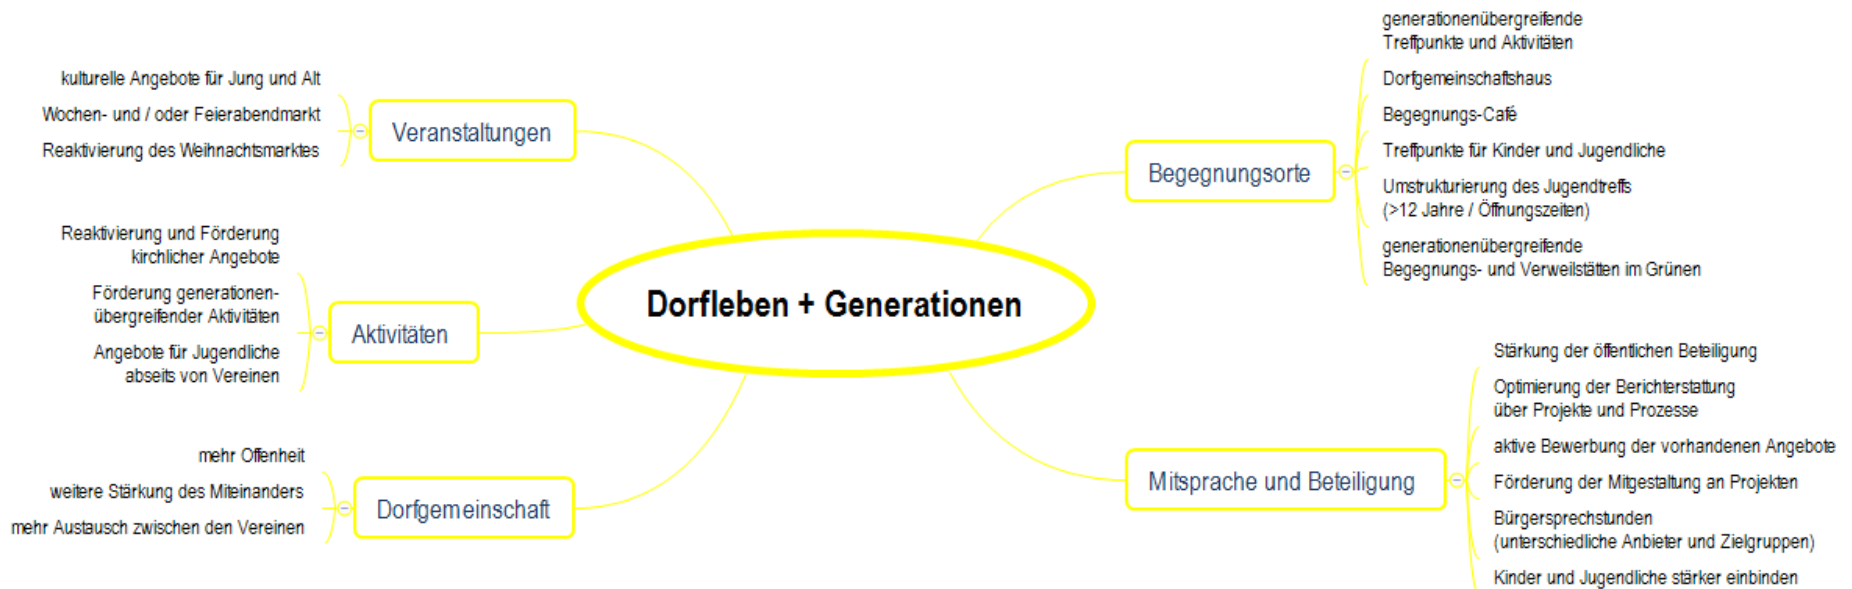 Dorfleben + Generationen
Veranstaltungen
kulturelle Angebote für Jung und Alt
Wochen- und / oder Feierabendmarkt
Reaktivierung des Weihnachtsmarktes
Aktivitäten
Reaktivierung und Förderung
kirchlicher Angebote
Förderung generationen-
übergreifender Aktivitäten
Angebote für Jugendliche
abseits von Vereinen
Dorfgemeinschaft
mehr Offenheit
weitere Stärkung des Miteinanders
mehr Austausch zwischen den Vereinen
Begegnungsorte
generationenübergreifende
Treffpunkte und Aktivitäten
Dorfgemeinschaftshaus
Begegnungs-Café
Treffpunkte für Kinder und Jugendliche
Umstrukturierung des Jugendtreffs
(>12 Jahre / Öffnungszeiten)
generationenübergreifende
Begegnungs- und Verweilstätten im Grünen
Mitsprache und Beteiligung
Stärkung der öffentlichen Beteiligung
Optimierung der Berichterstattung
über Projekte und Prozesse
aktive Bewerbung der vorhandenen Angebote
Förderung der Mitgestaltung an Projekten
Bürgersprechstunden
(unterschiedliche Anbieter und Zielgruppen)
Kinder und Jugendliche stärker einbinden